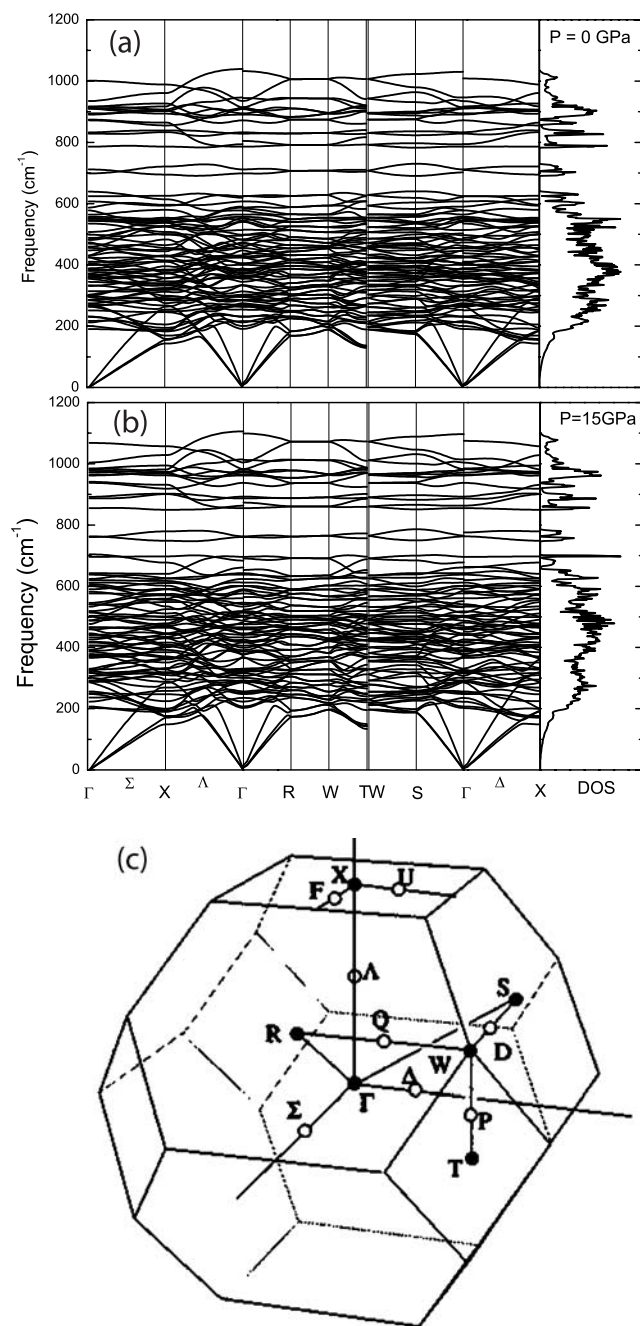 (a)
P = 0 GPa
1200
1000
800
600
400
200
0
Frequency (cm-1)
(b)
P=15GPa
1200
1000
800
600
400
200
0
Frequency (cm-1)
Γ Σ X Λ Γ R W TW S Γ Δ X DOS
(c)
X U
F
Λ
S
Q
R
W D
Δ
Γ
Σ
P
T